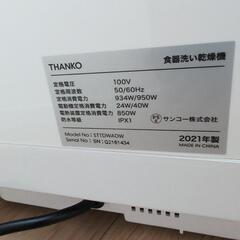 THANKO
食器洗い乾燥機
定格電圧 100V
定格周波数 50/60Hz
定格消費電力 934W/950W
電動機定格消費電力 24W/40W
電熱装置定格消費電力 850W
防水等級 IPX1
サンコー株式会社
Model No : STTDWADW
Serial No : SN : Q2161434
2021年製
MADE IN CHINA